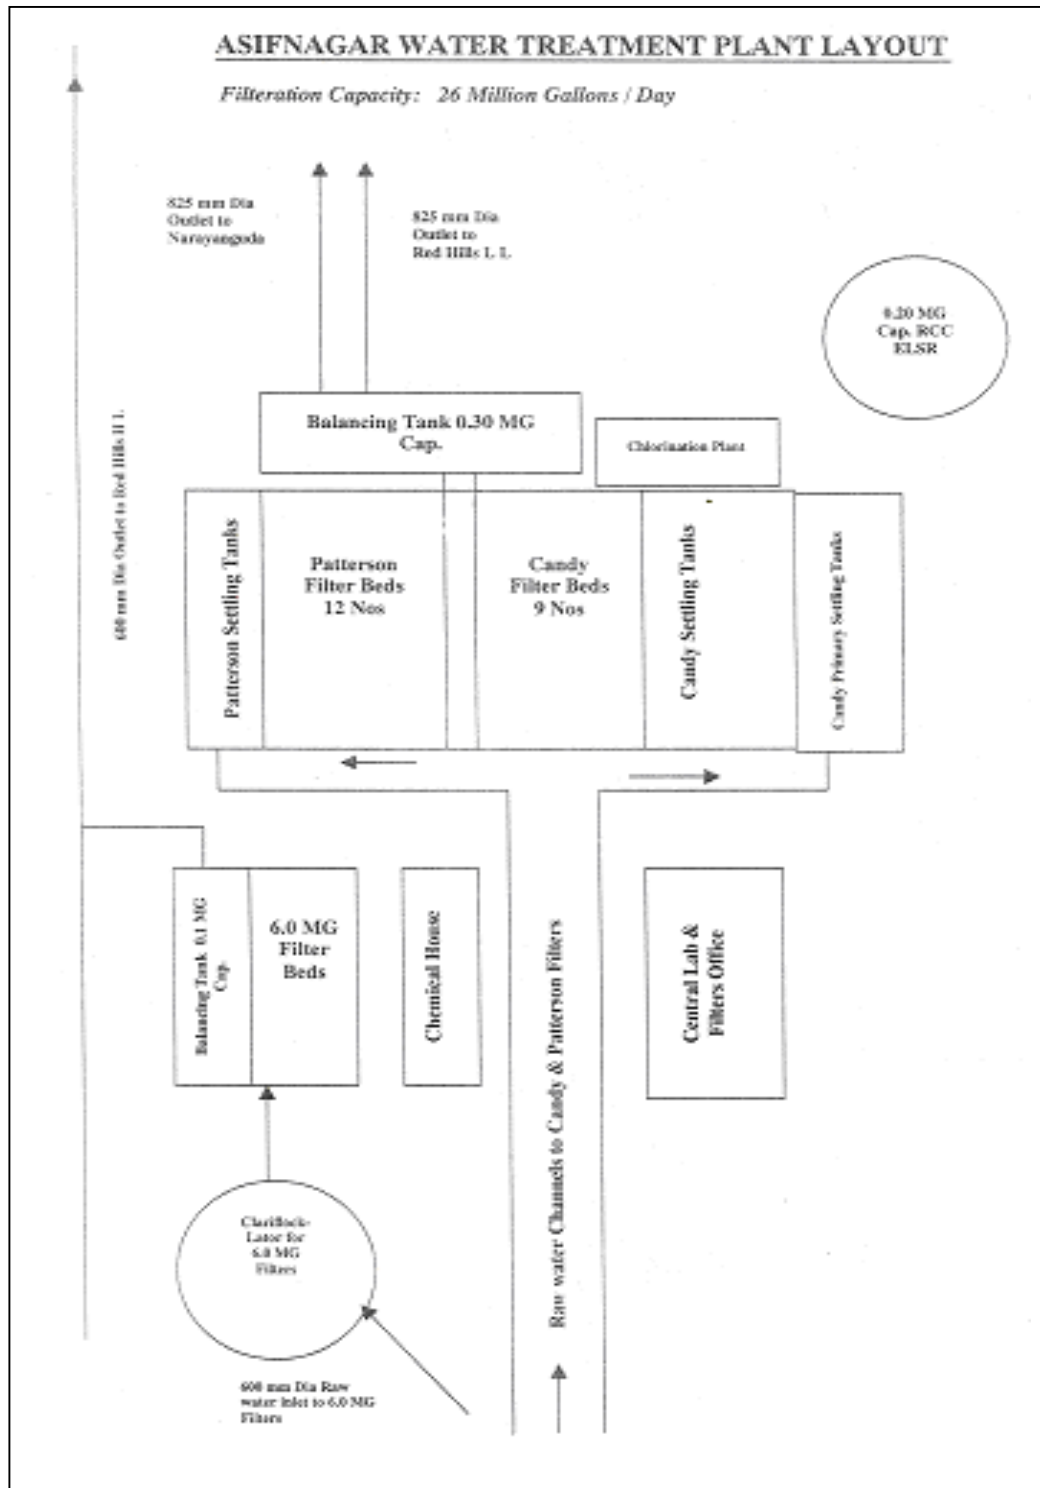 ASIFNAGAR WATER TREATMENT PLANT LAYOUT
Filteration Capacity: 26 Million Gallons / Day
825 mm Dia
Outlet to
Narayanguda
825 mm Dia
Outlet to
Red Hills L L
0.20 MG
Cap. RCC
ELSR
600 mm Dia Outlet to Red Hills H L
Balancing Tank 0.30 MG
Cap.
Chlorination Plant
Patterson Settling Tanks
Patterson
Filter Beds
12 Nos
Candy
Filter Beds
9 Nos
Candy Settling Tanks
Candy Primary Settling Tanks
Balancing Tank 0.1 MG
Cap.
6.0 MG
Filter
Beds
Chemical House
Raw water Channels to Candy & Patterson Filters
Central Lab &
Filters Office
Clariflock-
Lator for
6.0 MG
Filters
600 mm Dia Raw
water Inlet to 6.0 MG
Filters